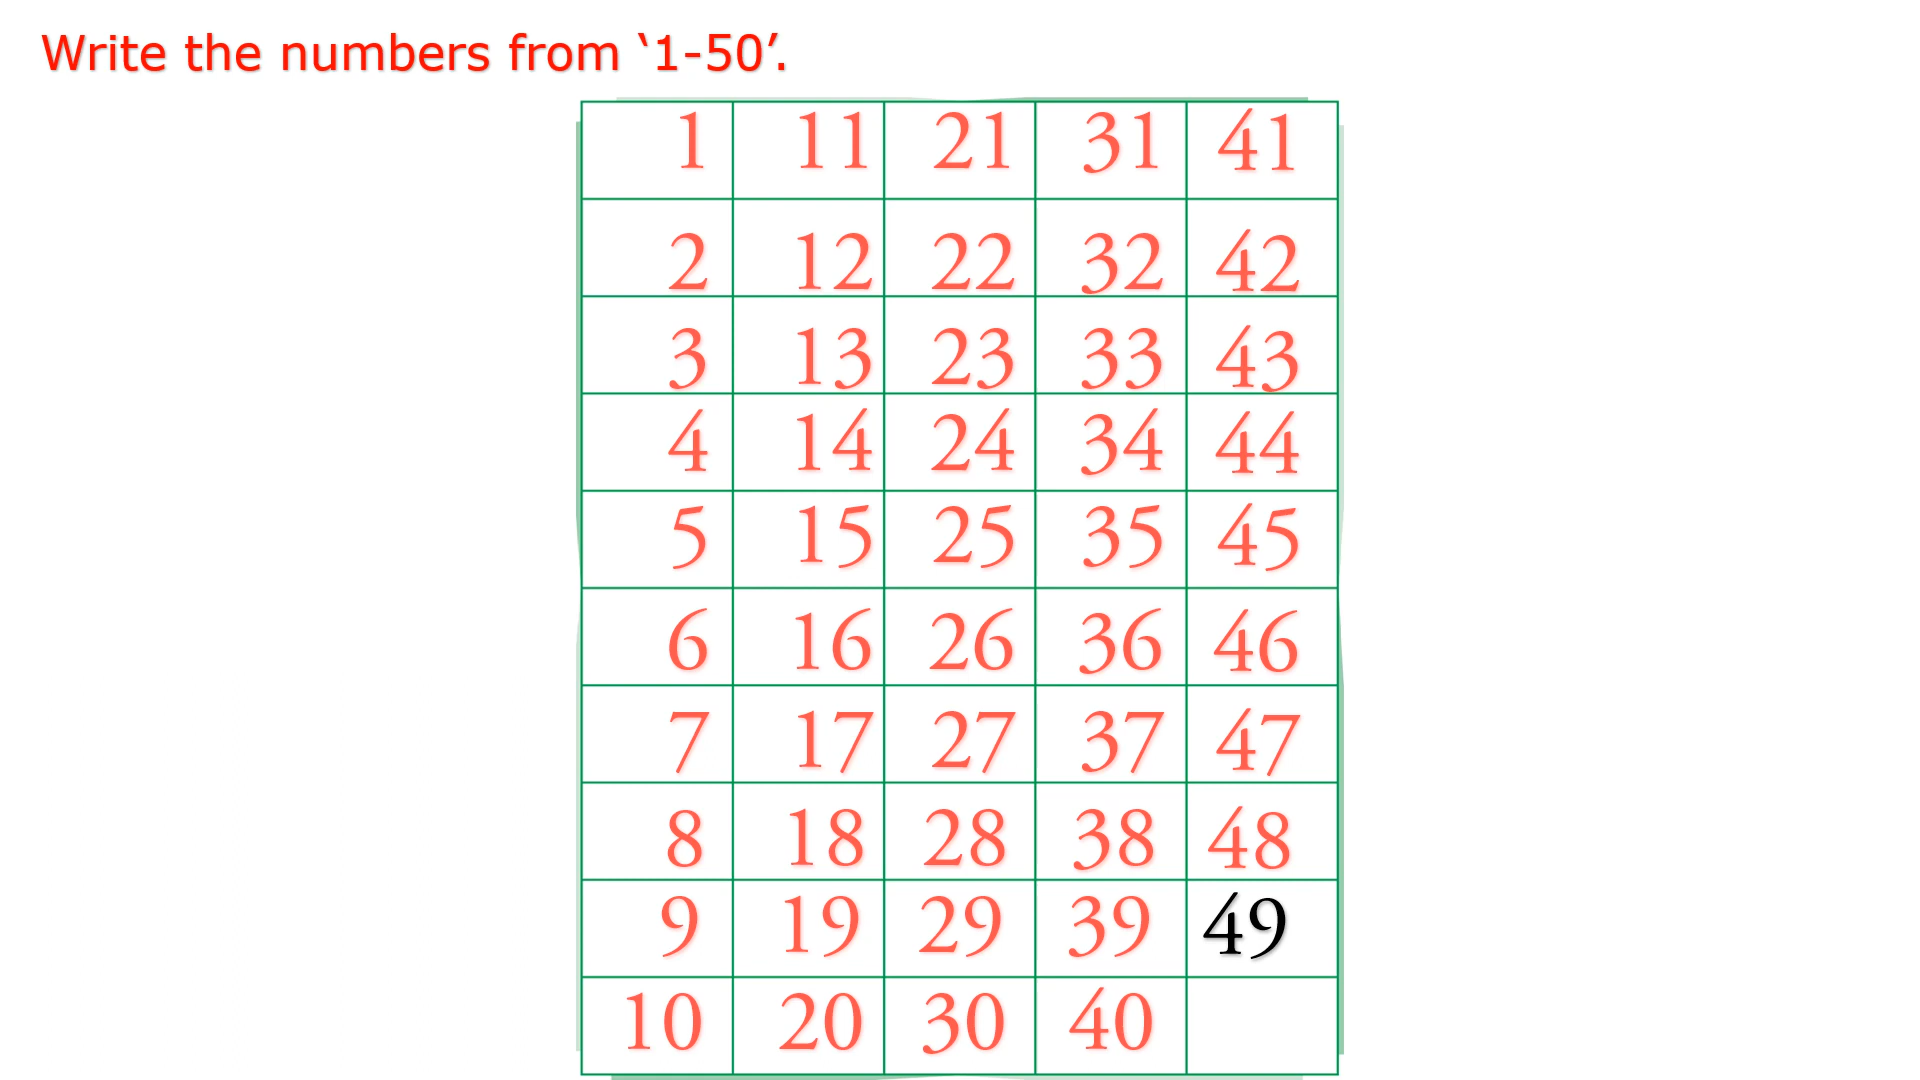 Write the numbers from ‘1-50’.
1 11 21 31 41
2 12 22 32 42
3 13 23 33 43
4 14 24 34 44
5 15 25 35 45
6 16 26 36 46
7 17 27 37 47
8 18 28 38 48
9 19 29 39 49
10 20 30 40